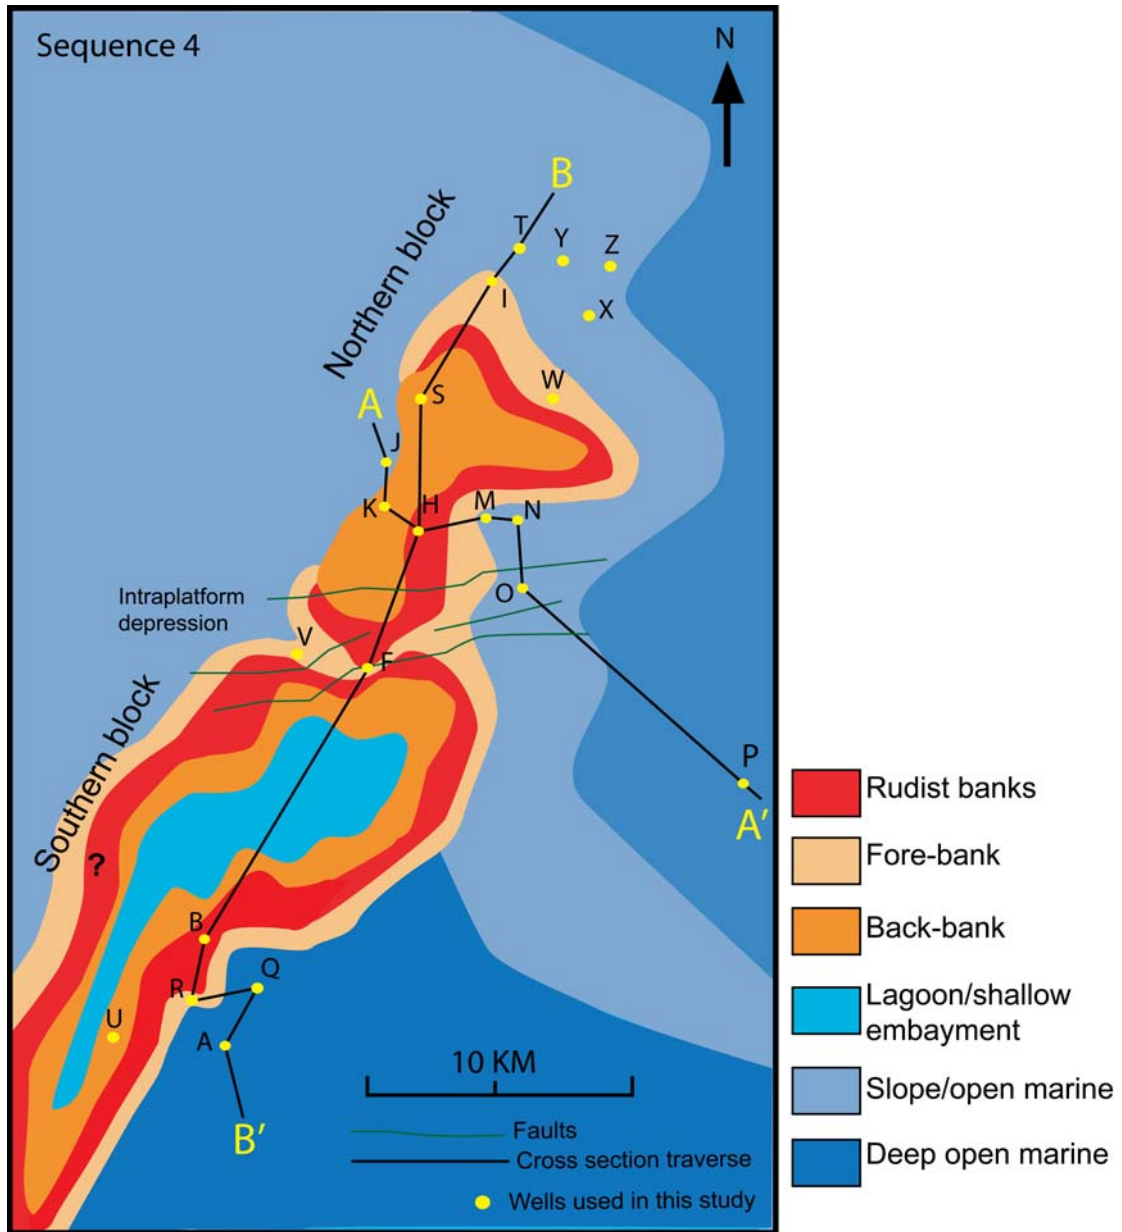 Sequence 4
N
B
T
Y
Z
I
X
Northern block
W
A
S
J
K
H
M
N
O
Intraplatform
depression
V
F
Southern block
P
A'
?
B
R
Q
U
A
10 KM
B'
Faults
Cross section traverse
Wells used in this study
Rudist banks
Fore-bank
Back-bank
Lagoon/shallow
embayment
Slope/open marine
Deep open marine